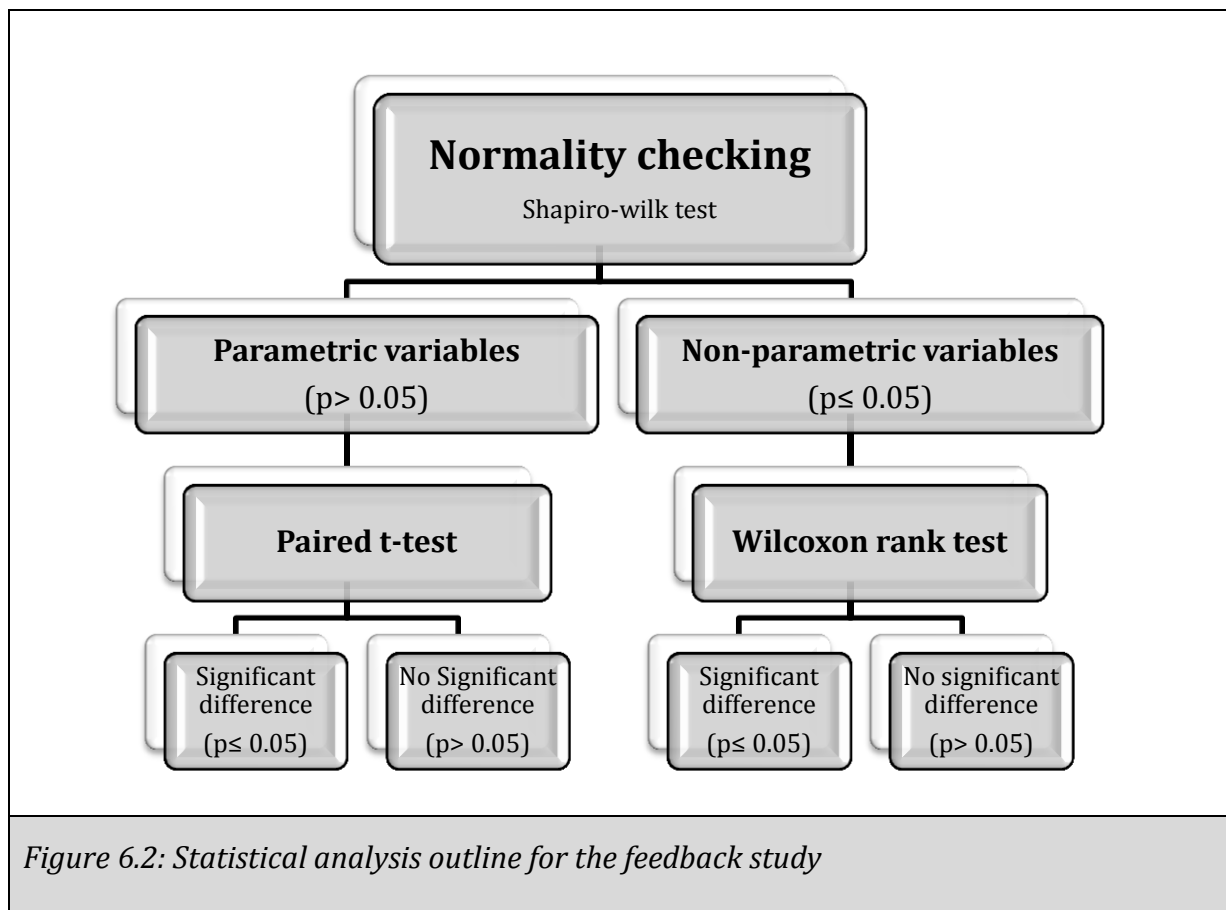 Normality checking
Shapiro-wilk test
Parametric variables
(p> 0.05)
Non-parametric variables
(p≤ 0.05)
Paired t-test
Wilcoxon rank test
Significant
difference
(p≤ 0.05)
No Significant
difference
(p> 0.05)
Significant
difference
(p≤ 0.05)
No significant
difference
(p> 0.05)
Figure 6.2: Statistical analysis outline for the feedback study